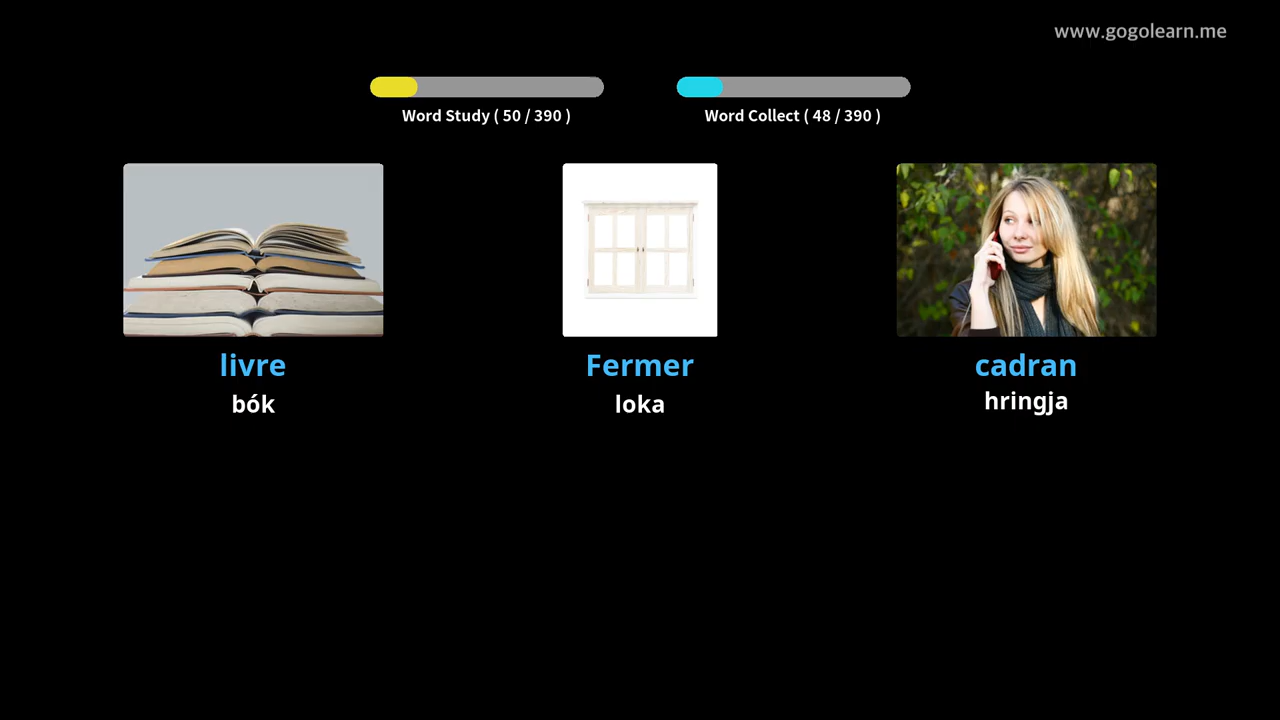 www.gogolearn.me
Word Study ( 50 / 390 )
Word Collect ( 48 / 390 )
livre
bók
Fermer
loka
cadran
hringja